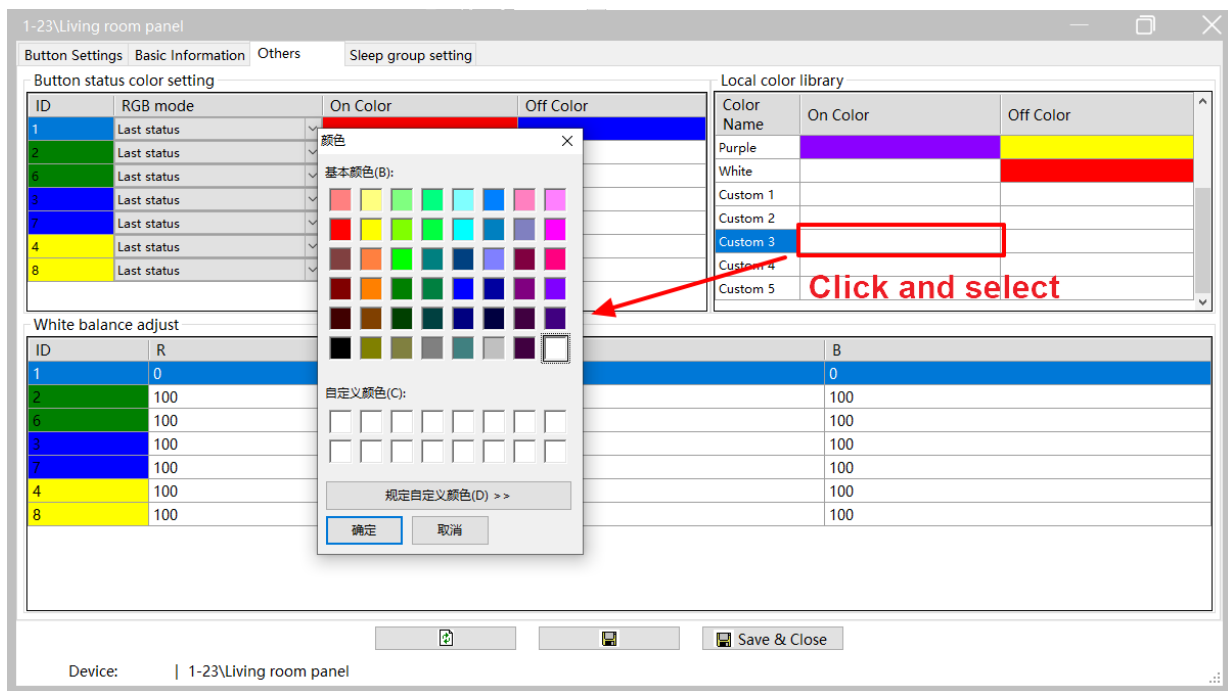 1-23\Living room panel
Button Settings Basic Information Others Sleep group setting
Button status color setting
ID RGB mode On Color Off Color
1 Last status
2 Last status
6 Last status
3 Last status
7 Last status
4 Last status
8 Last status
Local color library
Color Name On Color Off Color
Purple
White
Custom 1
Custom 2
Custom 3
Custom 4
Custom 5
Click and select
颜色
基本颜色(B):
自定义颜色(C):
规定自定义颜色(D) >>
确定 取消
White balance adjust
ID R B
1 0 0
2 100 100
6 100 100
3 100 100
7 100 100
4 100 100
8 100 100
Save & Close
Device: | 1-23\Living room panel